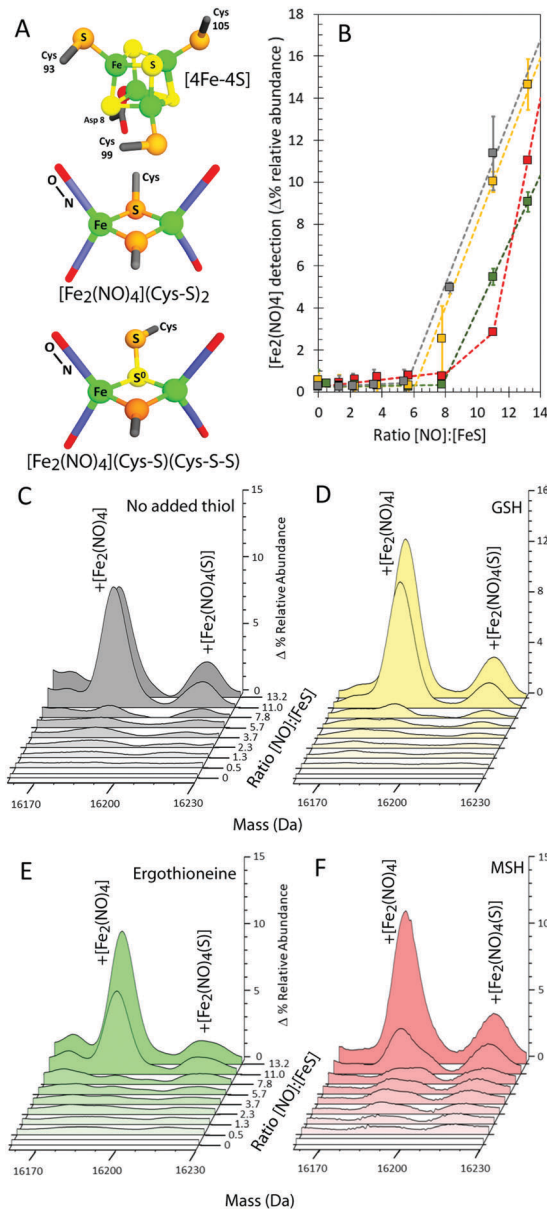 A
Cys
93
S
Cys
105
Fe
S
[4Fe-4S]
Asp 8
Cys
99
O
N
Cys
S
Fe
[Fe2(NO)4](Cys-S)2
S
Cys
O
N
S0
Fe
[Fe2(NO)4](Cys-S)(Cys-S-S)
B
[Fe2(NO)4] detection (Δ% relative abundance)
18
16
14
12
10
8
6
4
2
0
0 2 4 6 8 10 12 14
Ratio [NO]:[FeS]
C
No added thiol
+[Fe2(NO)4]
+[Fe2(NO)4(S)]
15
10
5
0
Δ % Relative Abundance
13.2
11.0
7.8
5.7
3.7
2.3
1.3
0.5
0
Ratio [NO]:[FeS]
16170 16200 16230
D
GSH
+[Fe2(NO)4]
+[Fe2(NO)4(S)]
16
12
8
4
0
16170 16200 16230
Mass (Da)
E
Ergothioneine
+[Fe2(NO)4]
+[Fe2(NO)4(S)]
15
10
5
0
Δ % Relative Abundance
13.2
11.0
7.8
5.7
3.7
2.3
1.3
0.5
0
Ratio [NO]:[FeS]
16170 16200 16230
F
MSH
+[Fe2(NO)4]
+[Fe2(NO)4(S)]
15
10
5
0
16170 16200 16230
Mass (Da)